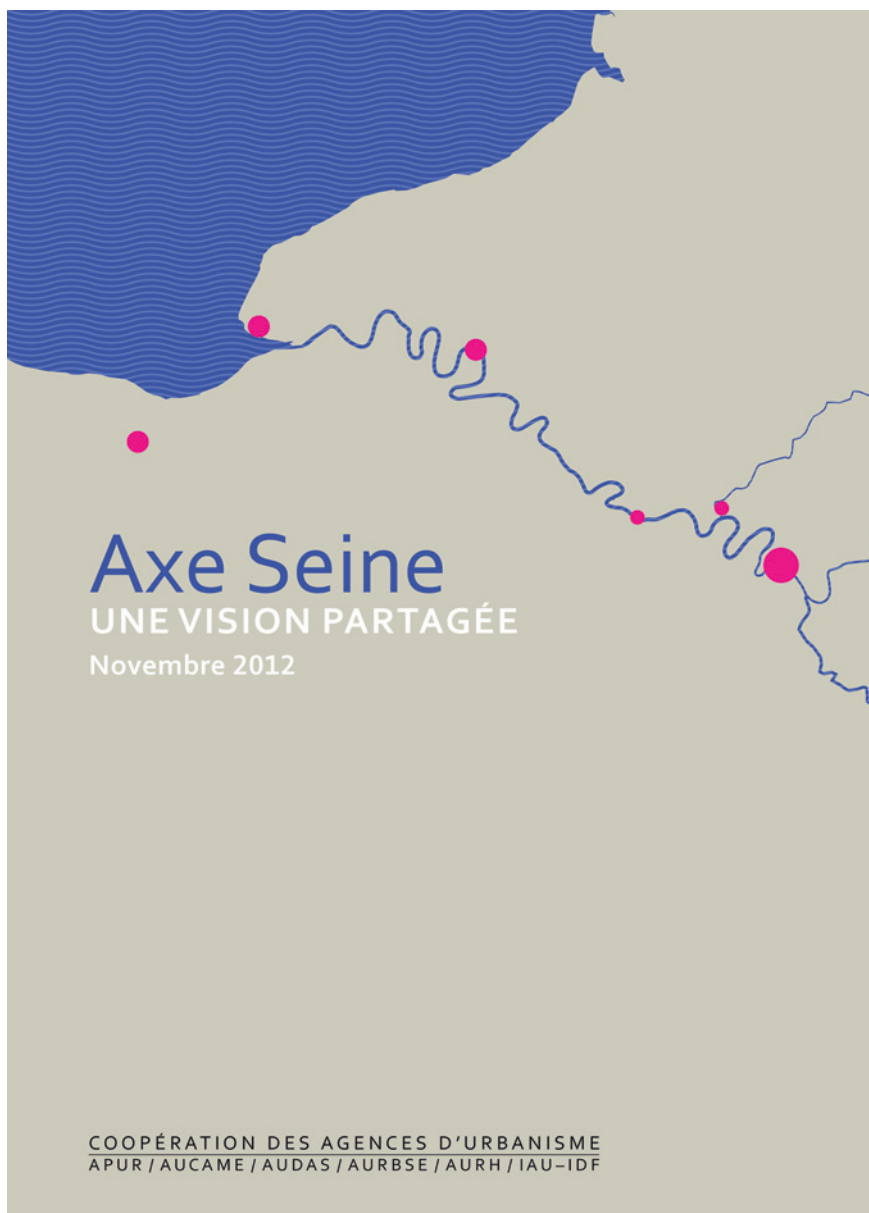 Axe Seine
UNE VISION PARTAGÉE
Novembre 2012
COOPÉRATION DES AGENCES D'URBANISME
APUR / AUCAME / AUDAS / AURBSE / AURH / IAU–IDF